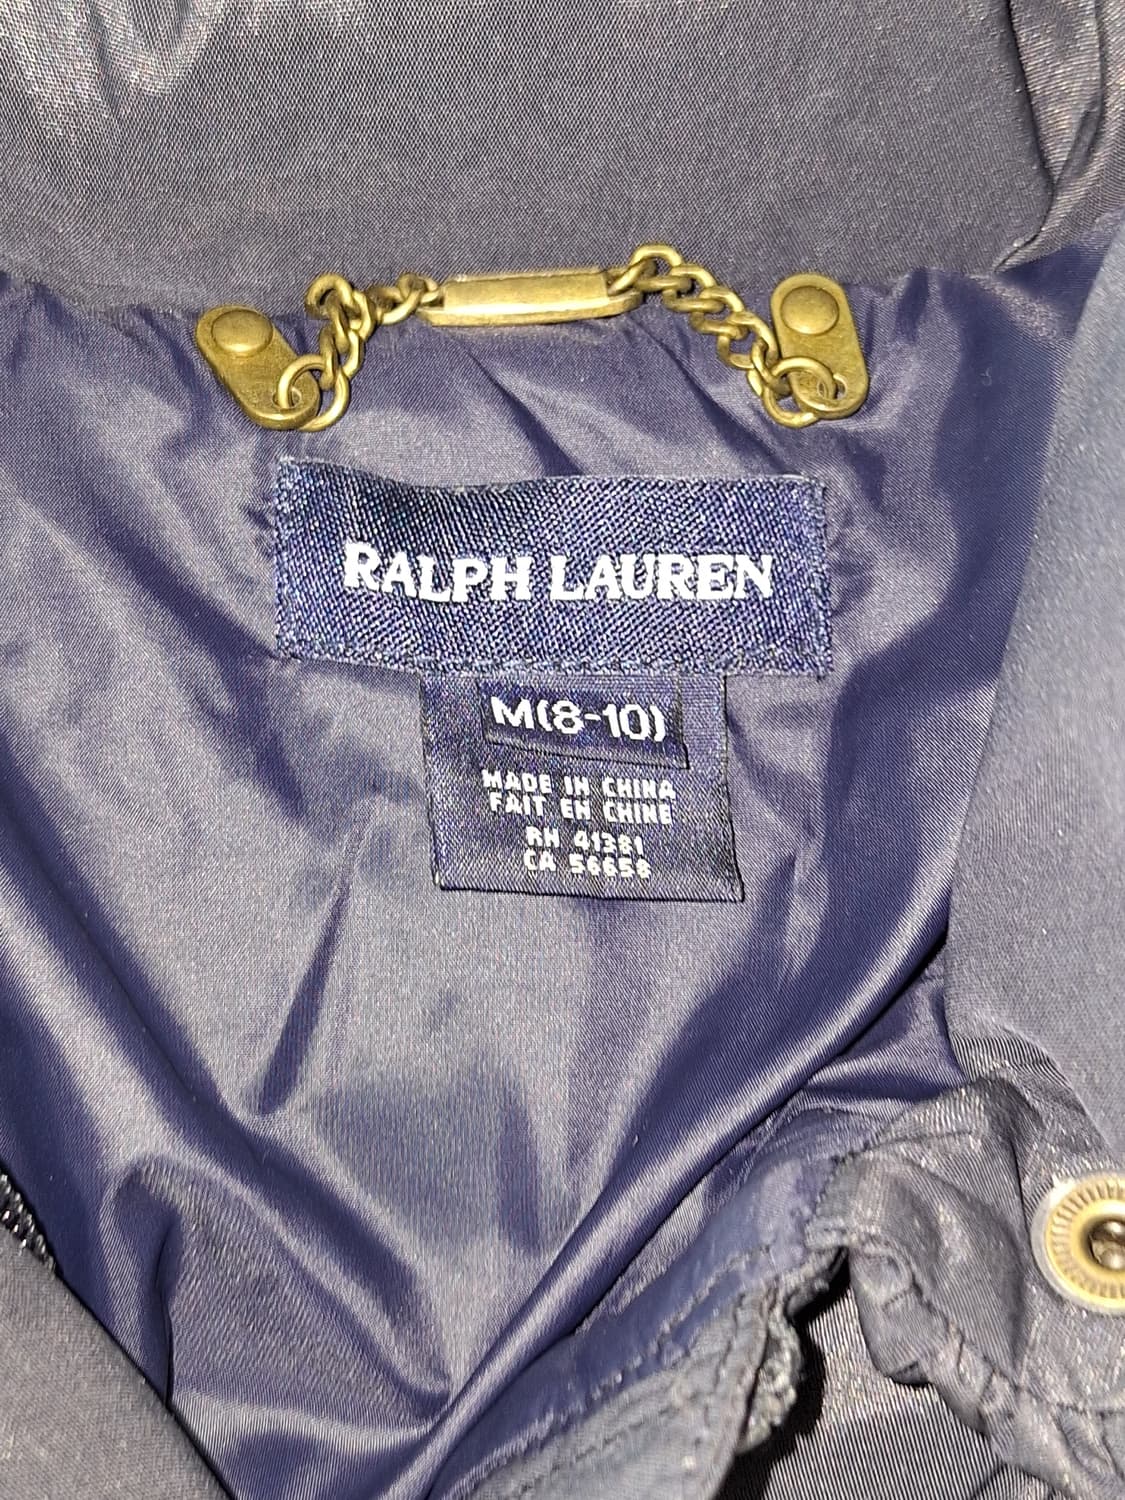 RALPH LAUREN
M(8-10)
MADE IN CHINA
FAIT EN CHINE
RN 41381
CA 56658